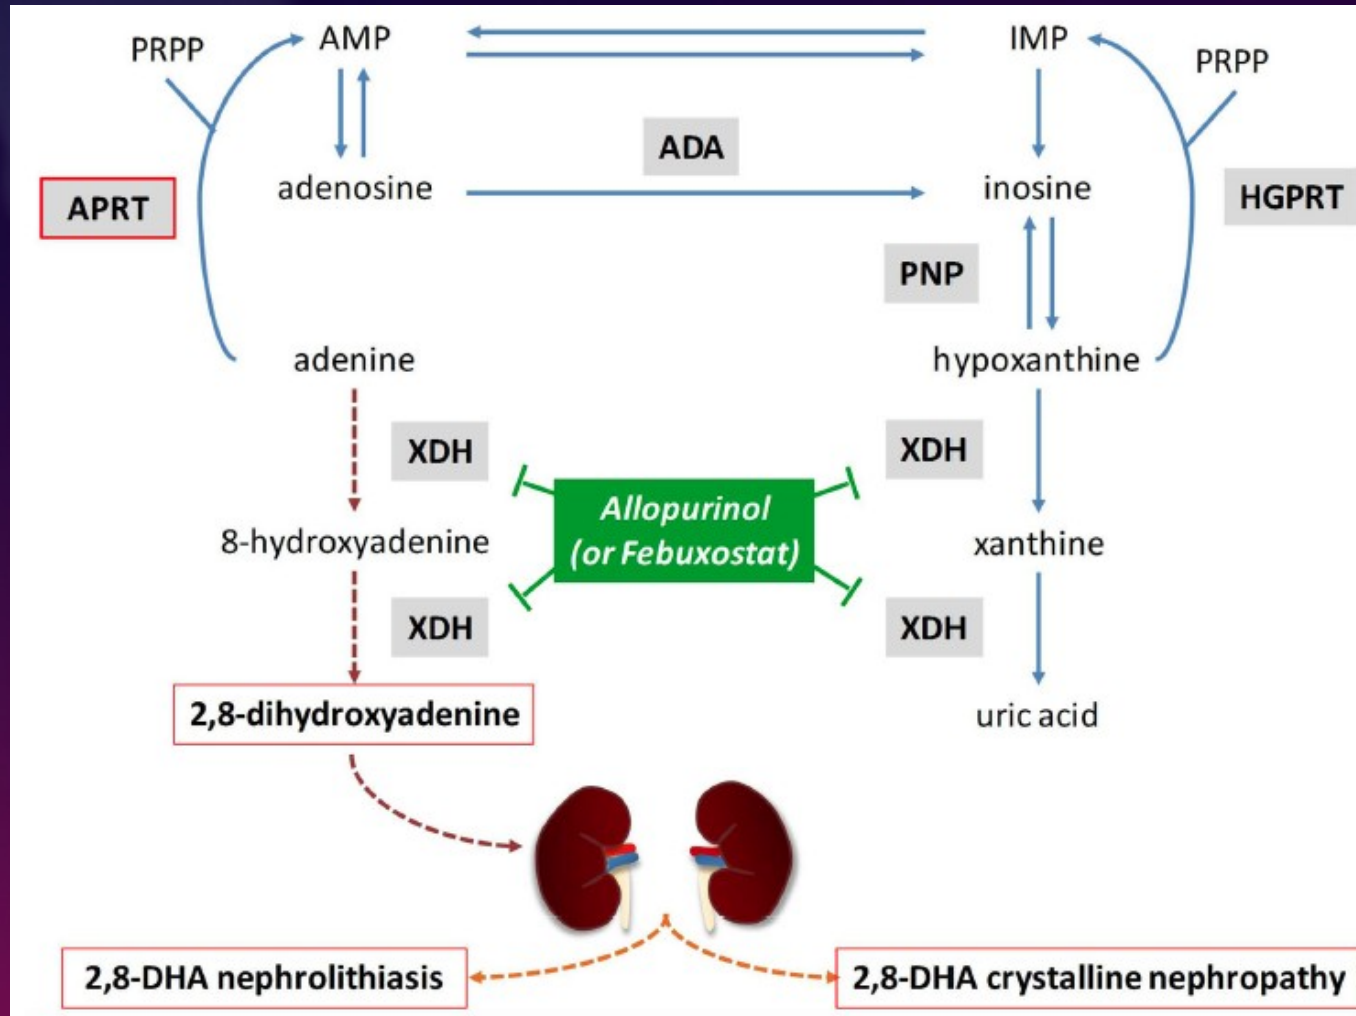 PRPP
AMP
IMP
PRPP
ADA
adenosine
inosine
APRT
HGPRT
PNP
adenine
hypoxanthine
XDH
XDH
Allopurinol
(or Febuxostat)
8-hydroxyadenine
xanthine
XDH
XDH
2,8-dihydroxyadenine
uric acid
2,8-DHA nephrolithiasis
2,8-DHA crystalline nephropathy